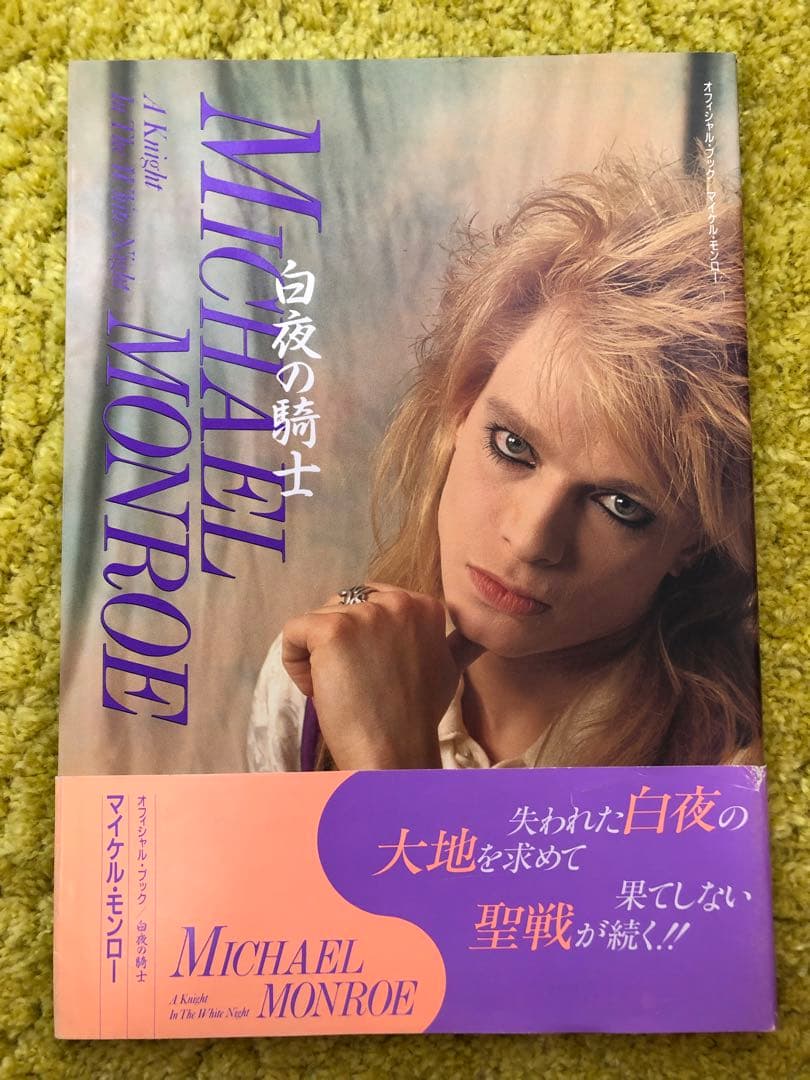 オフィシャル・ブック マイケル・モンロー
A Knight
In The White Night
MICHAEL
MONROE
白夜の騎士
失われた白夜の
大地を求めて
果てしない
聖戦が続く!!
オフィシャル・ブック/白夜の騎士
マイケル・モンロー
MICHAEL
MONROE
A Knight
In The White Night